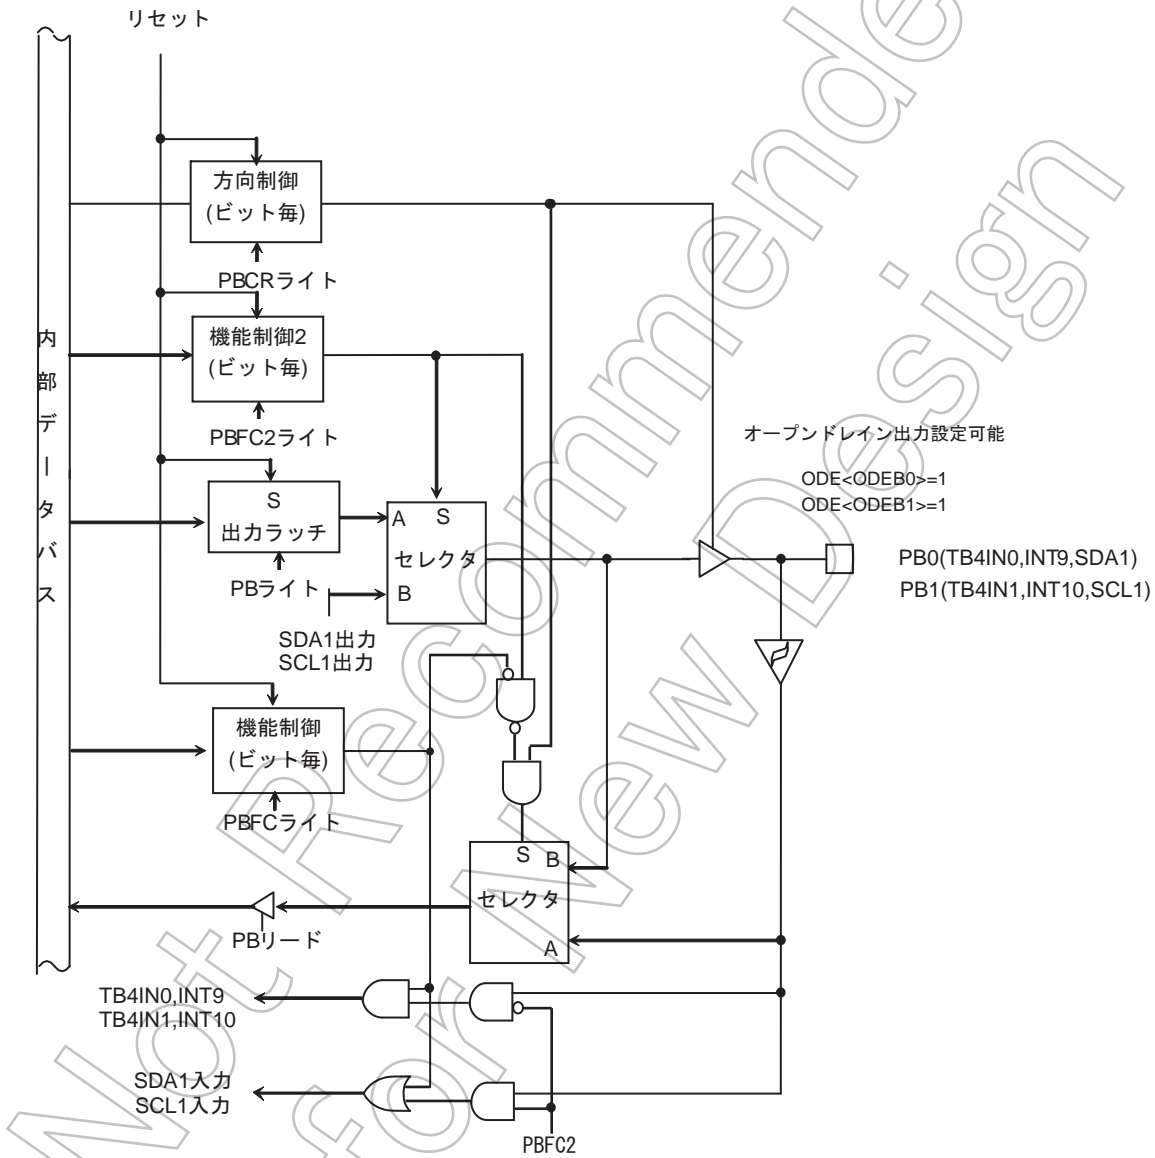 リセット
方向制御
(ビット毎)
PBCRライト
内部データバス
機能制御2
(ビット毎)
PBFC2ライト
オープンドレイン出力設定可能
ODE<ODEB0>=1
ODE<ODEB1>=1
S
出力ラッチ
PBライト
A S
セレクタ
B
SDA1出力
SCL1出力
PB0(TB4IN0,INT9,SDA1)
PB1(TB4IN1,INT10,SCL1)
機能制御
(ビット毎)
PBFCライト
S B
セレクタ
A
PBリード
TB4IN0,INT9
TB4IN1,INT10
SDA1入力
SCL1入力
PBFC2
Not Recommended
for New Design